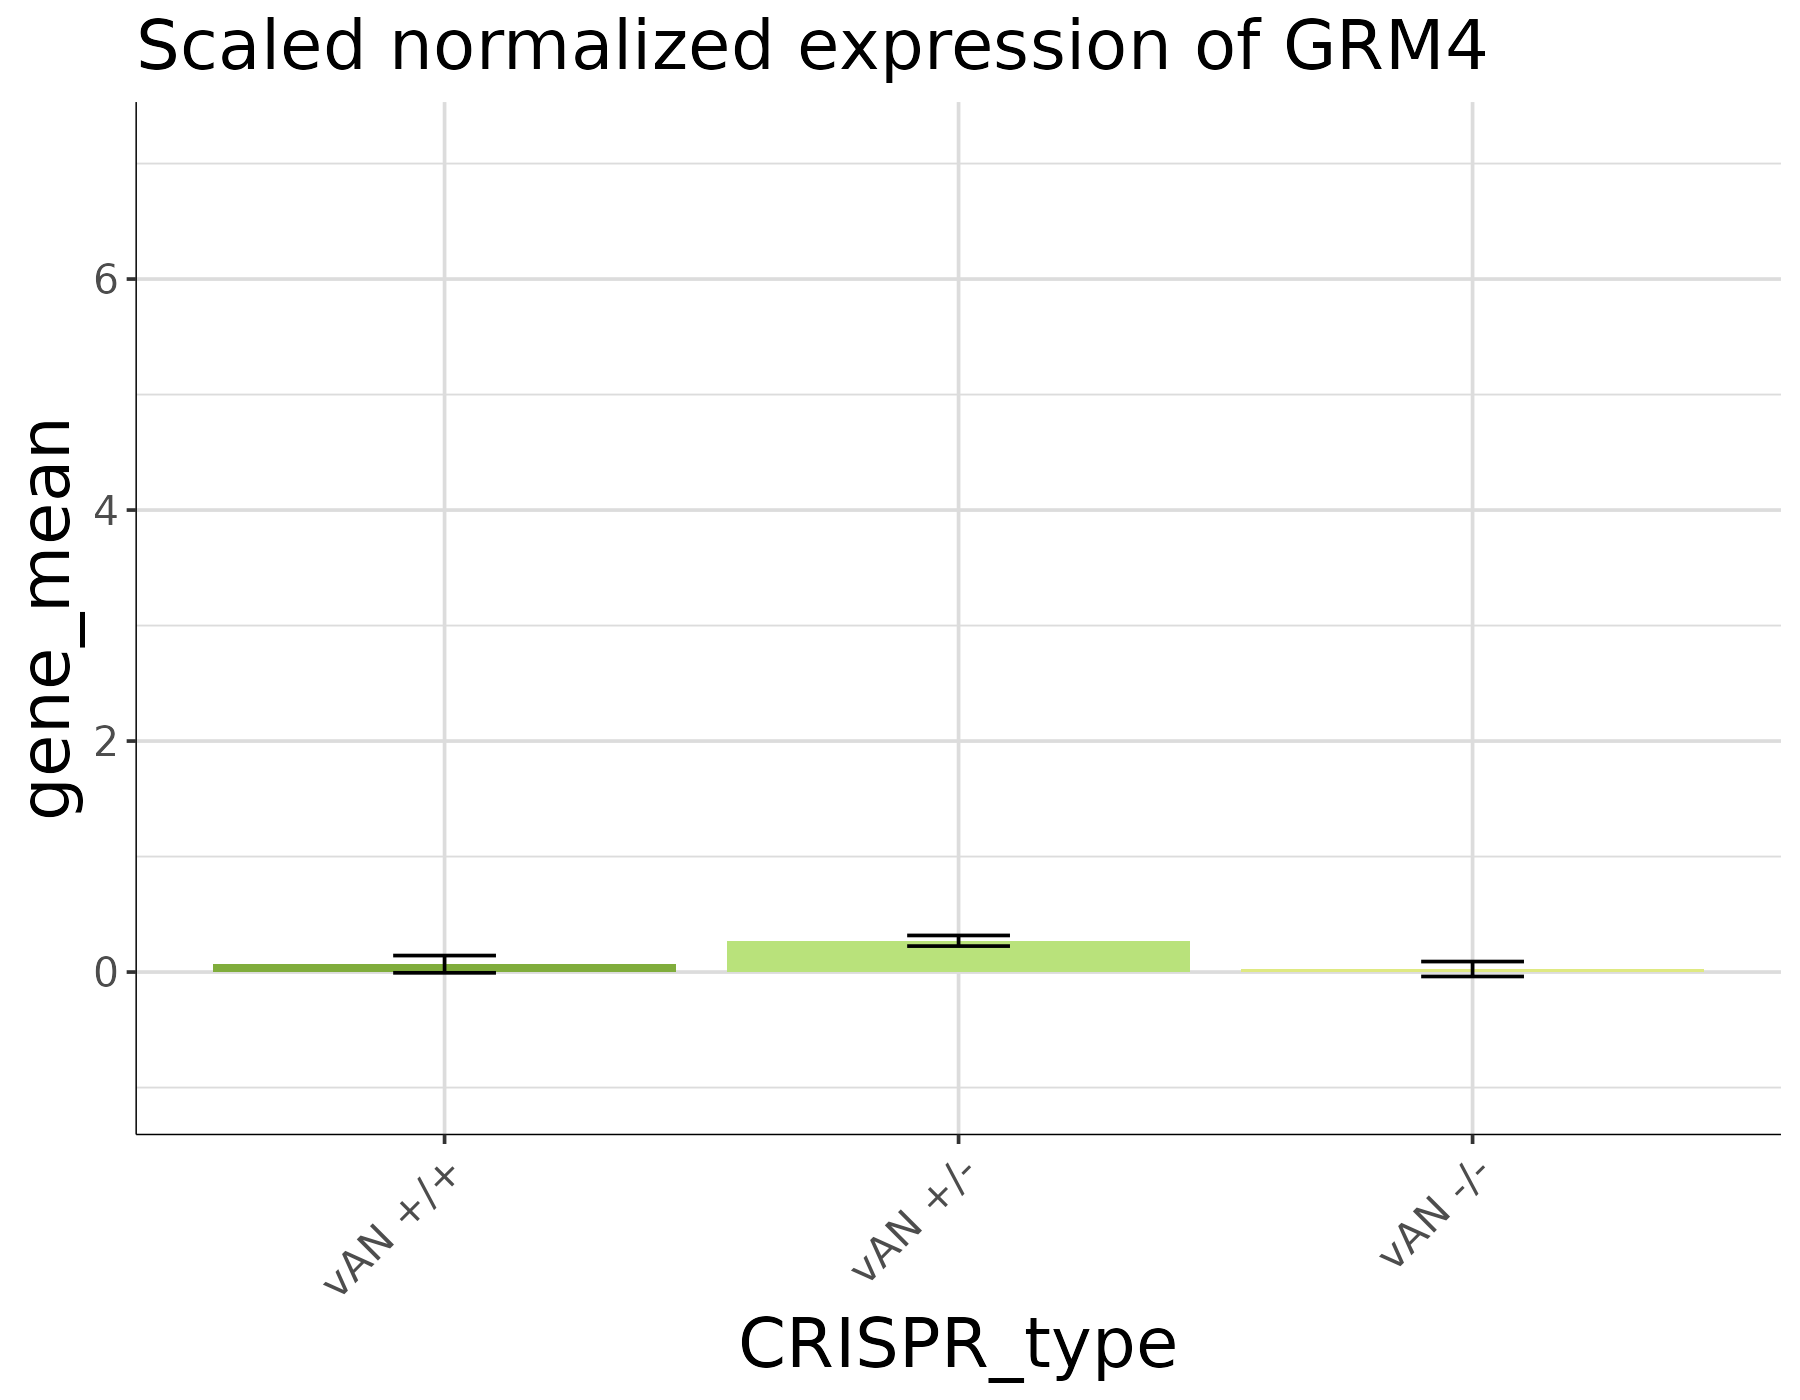 Scaled normalized expression of GRM4
gene_mean
6
4
2
0
vAN +/+
vAN +/-
vAN -/-
CRISPR_type